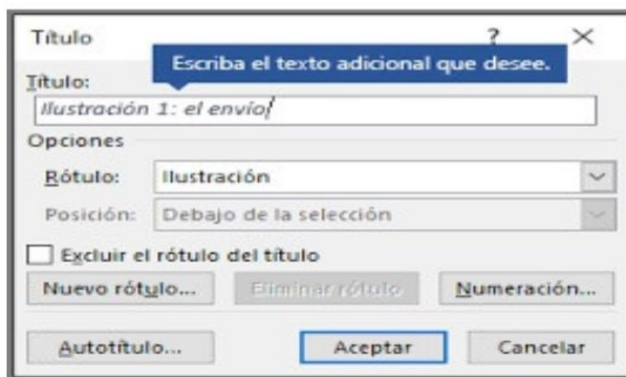 Título ? ×
Escriba el texto adicional que desee.
Título:
Ilustración 1: el envío
Opciones
Rótulo: Ilustración
Posición: Debajo de la selección
Excluir el rótulo del título
Nuevo rótulo... Eliminar rótulo Numeración...
Autotítulo... Aceptar Cancelar